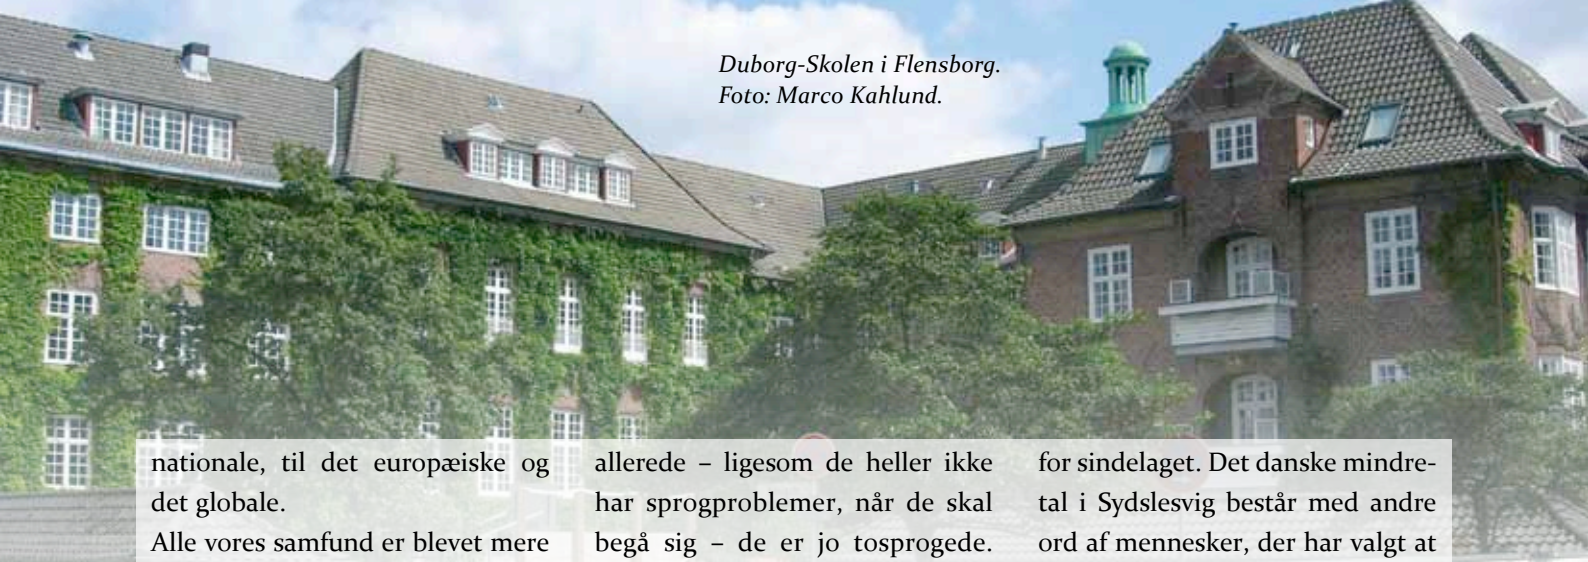 Duborg-Skolen i Flensborg.
Foto: Marco Kahlund.
nationale, til det europæiske og
det globale.
Alle vores samfund er blevet mere
allerede – ligesom de heller ikke
har sprogproblemer, når de skal
begå sig – de er jo tosprogede.
for sindelaget. Det danske mindre-
tal i Sydslesvig består med andre
ord af mennesker, der har valgt at